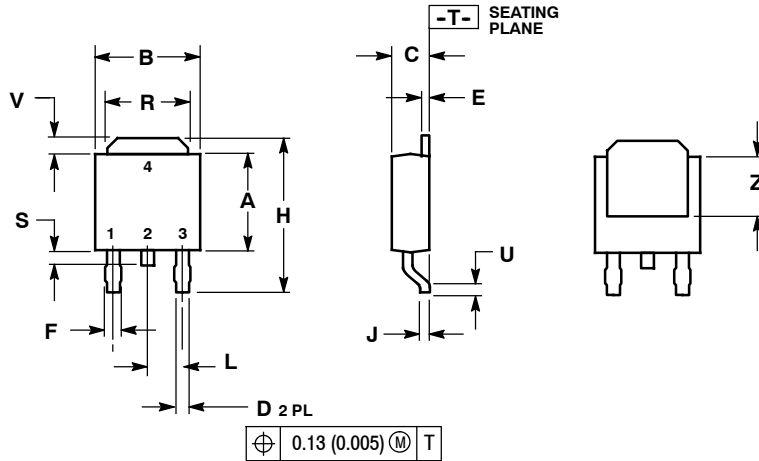 -T- SEATING
PLANE
B
C
V
R
E
4
Z
A
H
S
1 2 3
U
F
J
L
D 2 PL
⌖ 0.13 (0.005) Ⓜ T